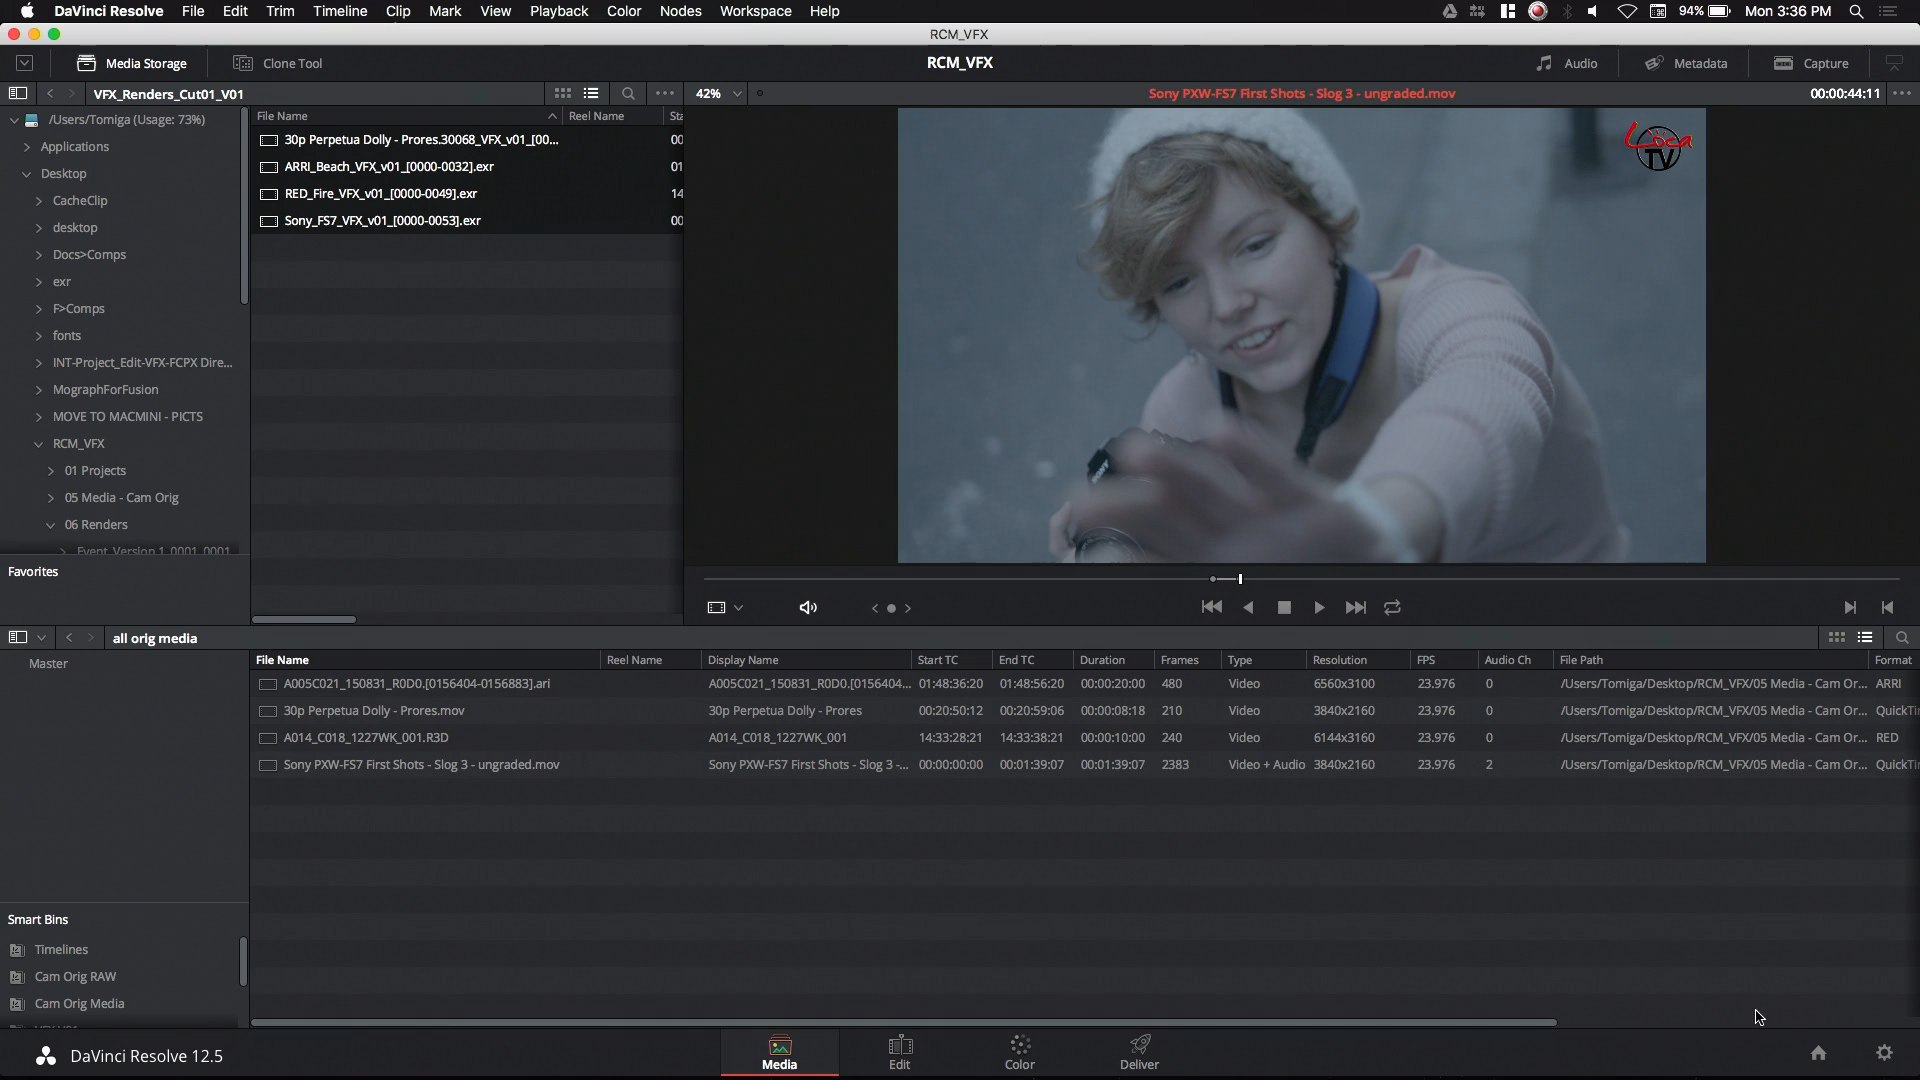 DaVinci Resolve File Edit Trim Timeline Clip Mark View Playback Color Nodes Workspace Help 94% Mon 3:36 PM
RCM_VFX
Media Storage Clone Tool RCM_VFX Audio Metadata Capture
VFX_Renders_Cut01_V01 42% Sony PXW-FS7 First Shots - Slog 3 - ungraded.mov 00:00:44:11
/Users/Tomiga (Usage: 73%)
Applications
Desktop
CacheClip
desktop
Docs>Comps
exr
F>Comps
fonts
INT-Project_Edit-VFX-FCPX Dire...
MographForFusion
MOVE TO MACMINI - PICTS
RCM_VFX
01 Projects
05 Media - Cam Orig
06 Renders
Event Version 1_0001_0001
Favorites
File Name Reel Name Sta
30p Perpetua Dolly - Prores.30068_VFX_v01_[00... 00
ARRI_Beach_VFX_v01_[0000-0032].exr 01
RED_Fire_VFX_v01_[0000-0049].exr 14
Sony_FS7_VFX_v01_[0000-0053].exr 00
Loca
TV
SONY
all orig media
Master
File Name Reel Name Display Name Start TC End TC Duration Frames Type Resolution FPS Audio Ch File Path Format
A005C021_150831_R0D0.[0156404-0156883].ari A005C021_150831_R0D0.[0156404... 01:48:36:20 01:48:56:20 00:00:20:00 480 Video 6560x3100 23.976 0 /Users/Tomiga/Desktop/RCM_VFX/05 Media - Cam Or... ARRI
30p Perpetua Dolly - Prores.mov 30p Perpetua Dolly - Prores 00:20:50:12 00:20:59:06 00:00:08:18 210 Video 3840x2160 23.976 0 /Users/Tomiga/Desktop/RCM_VFX/05 Media - Cam Or... QuickTi
A014_C018_1227WK_001.R3D A014_C018_1227WK_001 14:33:28:21 14:33:38:21 00:00:10:00 240 Video 6144x3160 23.976 0 /Users/Tomiga/Desktop/RCM_VFX/05 Media - Cam Or... RED
Sony PXW-FS7 First Shots - Slog 3 - ungraded.mov Sony PXW-FS7 First Shots - Slog 3 -... 00:00:00:00 00:01:39:07 00:01:39:07 2383 Video + Audio 3840x2160 23.976 2 /Users/Tomiga/Desktop/RCM_VFX/05 Media - Cam Or... QuickTi
Smart Bins
Timelines
Cam Orig RAW
Cam Orig Media
DaVinci Resolve 12.5 Media Edit Color Deliver